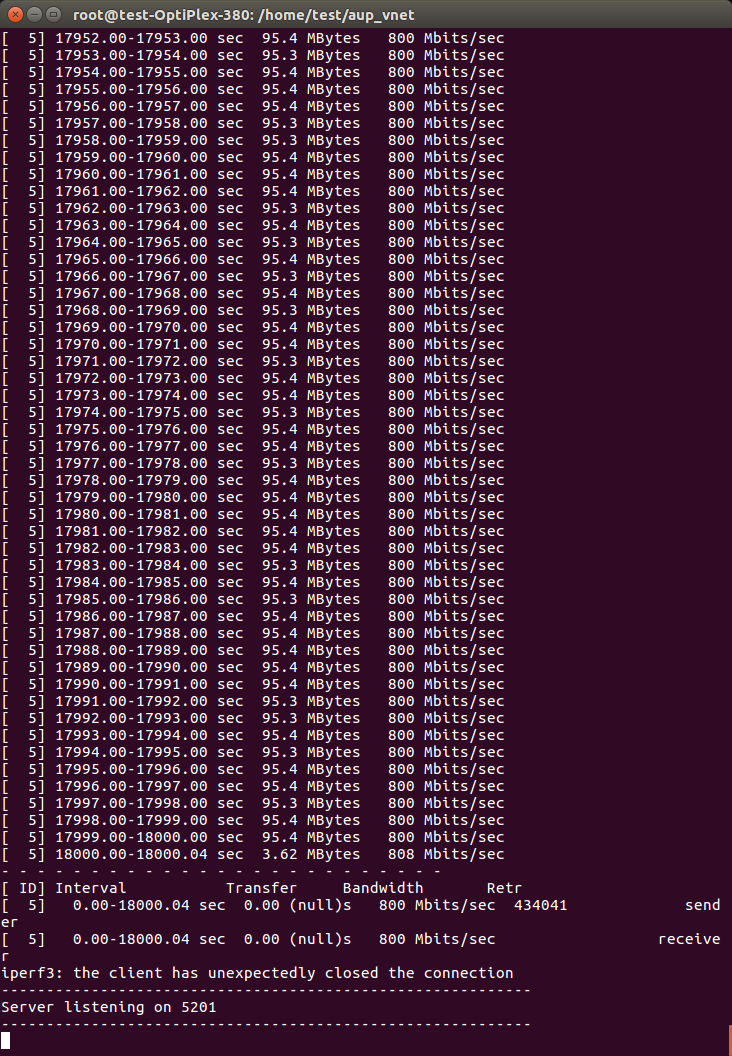 root@test-OptiPlex-380: /home/test/aup_vnet
[  5] 17952.00-17953.00 sec  95.4 MBytes   800 Mbits/sec
[  5] 17953.00-17954.00 sec  95.3 MBytes   800 Mbits/sec
[  5] 17954.00-17955.00 sec  95.4 MBytes   800 Mbits/sec
[  5] 17955.00-17956.00 sec  95.4 MBytes   800 Mbits/sec
[  5] 17956.00-17957.00 sec  95.4 MBytes   800 Mbits/sec
[  5] 17957.00-17958.00 sec  95.3 MBytes   800 Mbits/sec
[  5] 17958.00-17959.00 sec  95.3 MBytes   800 Mbits/sec
[  5] 17959.00-17960.00 sec  95.4 MBytes   800 Mbits/sec
[  5] 17960.00-17961.00 sec  95.4 MBytes   800 Mbits/sec
[  5] 17961.00-17962.00 sec  95.4 MBytes   800 Mbits/sec
[  5] 17962.00-17963.00 sec  95.3 MBytes   800 Mbits/sec
[  5] 17963.00-17964.00 sec  95.4 MBytes   800 Mbits/sec
[  5] 17964.00-17965.00 sec  95.3 MBytes   800 Mbits/sec
[  5] 17965.00-17966.00 sec  95.4 MBytes   800 Mbits/sec
[  5] 17966.00-17967.00 sec  95.3 MBytes   800 Mbits/sec
[  5] 17967.00-17968.00 sec  95.4 MBytes   800 Mbits/sec
[  5] 17968.00-17969.00 sec  95.3 MBytes   800 Mbits/sec
[  5] 17969.00-17970.00 sec  95.4 MBytes   800 Mbits/sec
[  5] 17970.00-17971.00 sec  95.4 MBytes   800 Mbits/sec
[  5] 17971.00-17972.00 sec  95.3 MBytes   800 Mbits/sec
[  5] 17972.00-17973.00 sec  95.4 MBytes   800 Mbits/sec
[  5] 17973.00-17974.00 sec  95.4 MBytes   800 Mbits/sec
[  5] 17974.00-17975.00 sec  95.3 MBytes   800 Mbits/sec
[  5] 17975.00-17976.00 sec  95.4 MBytes   800 Mbits/sec
[  5] 17976.00-17977.00 sec  95.4 MBytes   800 Mbits/sec
[  5] 17977.00-17978.00 sec  95.3 MBytes   800 Mbits/sec
[  5] 17978.00-17979.00 sec  95.4 MBytes   800 Mbits/sec
[  5] 17979.00-17980.00 sec  95.4 MBytes   800 Mbits/sec
[  5] 17980.00-17981.00 sec  95.4 MBytes   800 Mbits/sec
[  5] 17981.00-17982.00 sec  95.4 MBytes   800 Mbits/sec
[  5] 17982.00-17983.00 sec  95.4 MBytes   800 Mbits/sec
[  5] 17983.00-17984.00 sec  95.3 MBytes   800 Mbits/sec
[  5] 17984.00-17985.00 sec  95.4 MBytes   800 Mbits/sec
[  5] 17985.00-17986.00 sec  95.3 MBytes   800 Mbits/sec
[  5] 17986.00-17987.00 sec  95.4 MBytes   800 Mbits/sec
[  5] 17987.00-17988.00 sec  95.4 MBytes   800 Mbits/sec
[  5] 17988.00-17989.00 sec  95.4 MBytes   800 Mbits/sec
[  5] 17989.00-17990.00 sec  95.4 MBytes   800 Mbits/sec
[  5] 17990.00-17991.00 sec  95.4 MBytes   800 Mbits/sec
[  5] 17991.00-17992.00 sec  95.3 MBytes   800 Mbits/sec
[  5] 17992.00-17993.00 sec  95.3 MBytes   800 Mbits/sec
[  5] 17993.00-17994.00 sec  95.4 MBytes   800 Mbits/sec
[  5] 17994.00-17995.00 sec  95.3 MBytes   800 Mbits/sec
[  5] 17995.00-17996.00 sec  95.4 MBytes   800 Mbits/sec
[  5] 17996.00-17997.00 sec  95.4 MBytes   800 Mbits/sec
[  5] 17997.00-17998.00 sec  95.3 MBytes   800 Mbits/sec
[  5] 17998.00-17999.00 sec  95.4 MBytes   800 Mbits/sec
[  5] 17999.00-18000.00 sec  95.4 MBytes   800 Mbits/sec
[  5] 18000.00-18000.04 sec  3.62 MBytes   808 Mbits/sec
- - - - - - - - - - - - - - - - - - - - - - - - -
[ ID] Interval           Transfer     Bandwidth       Retr
[  5]   0.00-18000.04 sec  0.00 (null)s   800 Mbits/sec  434041             send
er
[  5]   0.00-18000.04 sec  0.00 (null)s   800 Mbits/sec                  receive
r
iperf3: the client has unexpectedly closed the connection
-----------------------------------------------------------
Server listening on 5201
-----------------------------------------------------------